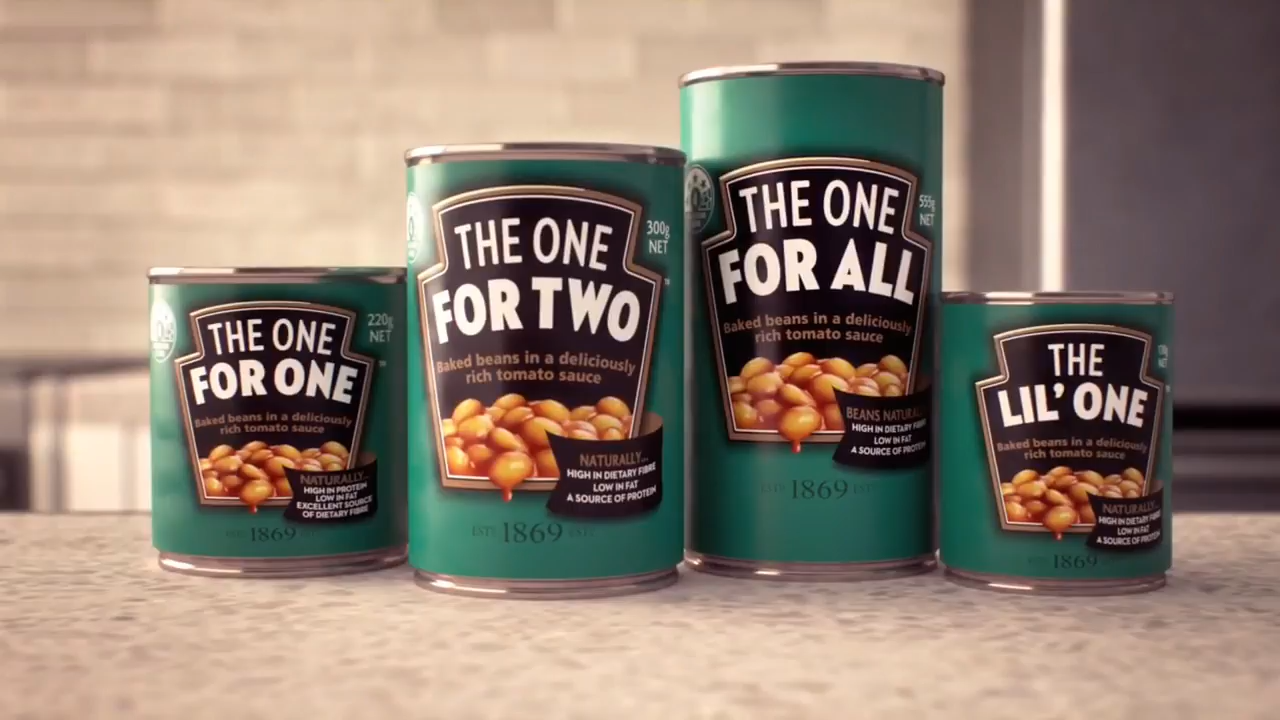 THE ONE
FOR ONE
220g
NET
Baked beans in a deliciously
rich tomato sauce
NATURALLY...
HIGH IN PROTEIN
LOW IN FAT
EXCELLENT SOURCE
OF DIETARY FIBRE
ESTD 1869 ESTD
THE ONE
FOR TWO
300g
NET
Baked beans in a deliciously
rich tomato sauce
NATURALLY...
HIGH IN DIETARY FIBRE
LOW IN FAT
A SOURCE OF PROTEIN
ESTD 1869 ESTD
THE ONE
FOR ALL
555g
NET
Baked beans in a deliciously
rich tomato sauce
BEANS NATURALLY
HIGH IN DIETARY FIBRE
LOW IN FAT
A SOURCE OF PROTEIN
ESTD 1869 ESTD
THE
LIL' ONE
NET
Baked beans in a deliciously
rich tomato sauce
NATURALLY...
HIGH IN DIETARY FIBRE
LOW IN FAT
A SOURCE OF PROTEIN
1869